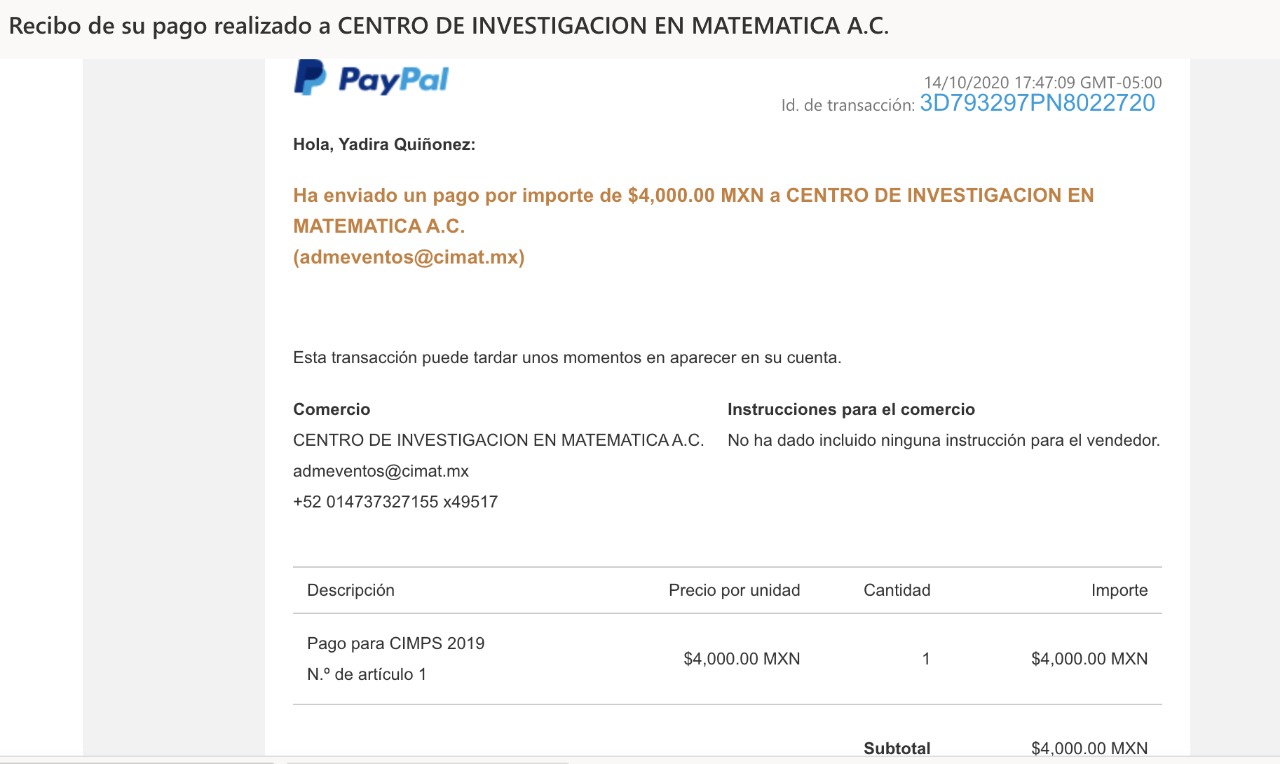 Recibo de su pago realizado a CENTRO DE INVESTIGACION EN MATEMATICA A.C.
PayPal
14/10/2020 17:47:09 GMT-05:00
Id. de transacción: 3D793297PN8022720
Hola, Yadira Quiñonez:
Ha enviado un pago por importe de $4,000.00 MXN a CENTRO DE INVESTIGACION EN
MATEMATICA A.C.
(admeventos@cimat.mx)
Esta transacción puede tardar unos momentos en aparecer en su cuenta.
Comercio
CENTRO DE INVESTIGACION EN MATEMATICA A.C.
admeventos@cimat.mx
+52 014737327155 x49517
Instrucciones para el comercio
No ha dado incluido ninguna instrucción para el vendedor.
Descripción Precio por unidad Cantidad Importe
Pago para CIMPS 2019
N.º de artículo 1
$4,000.00 MXN 1 $4,000.00 MXN
Subtotal $4,000.00 MXN